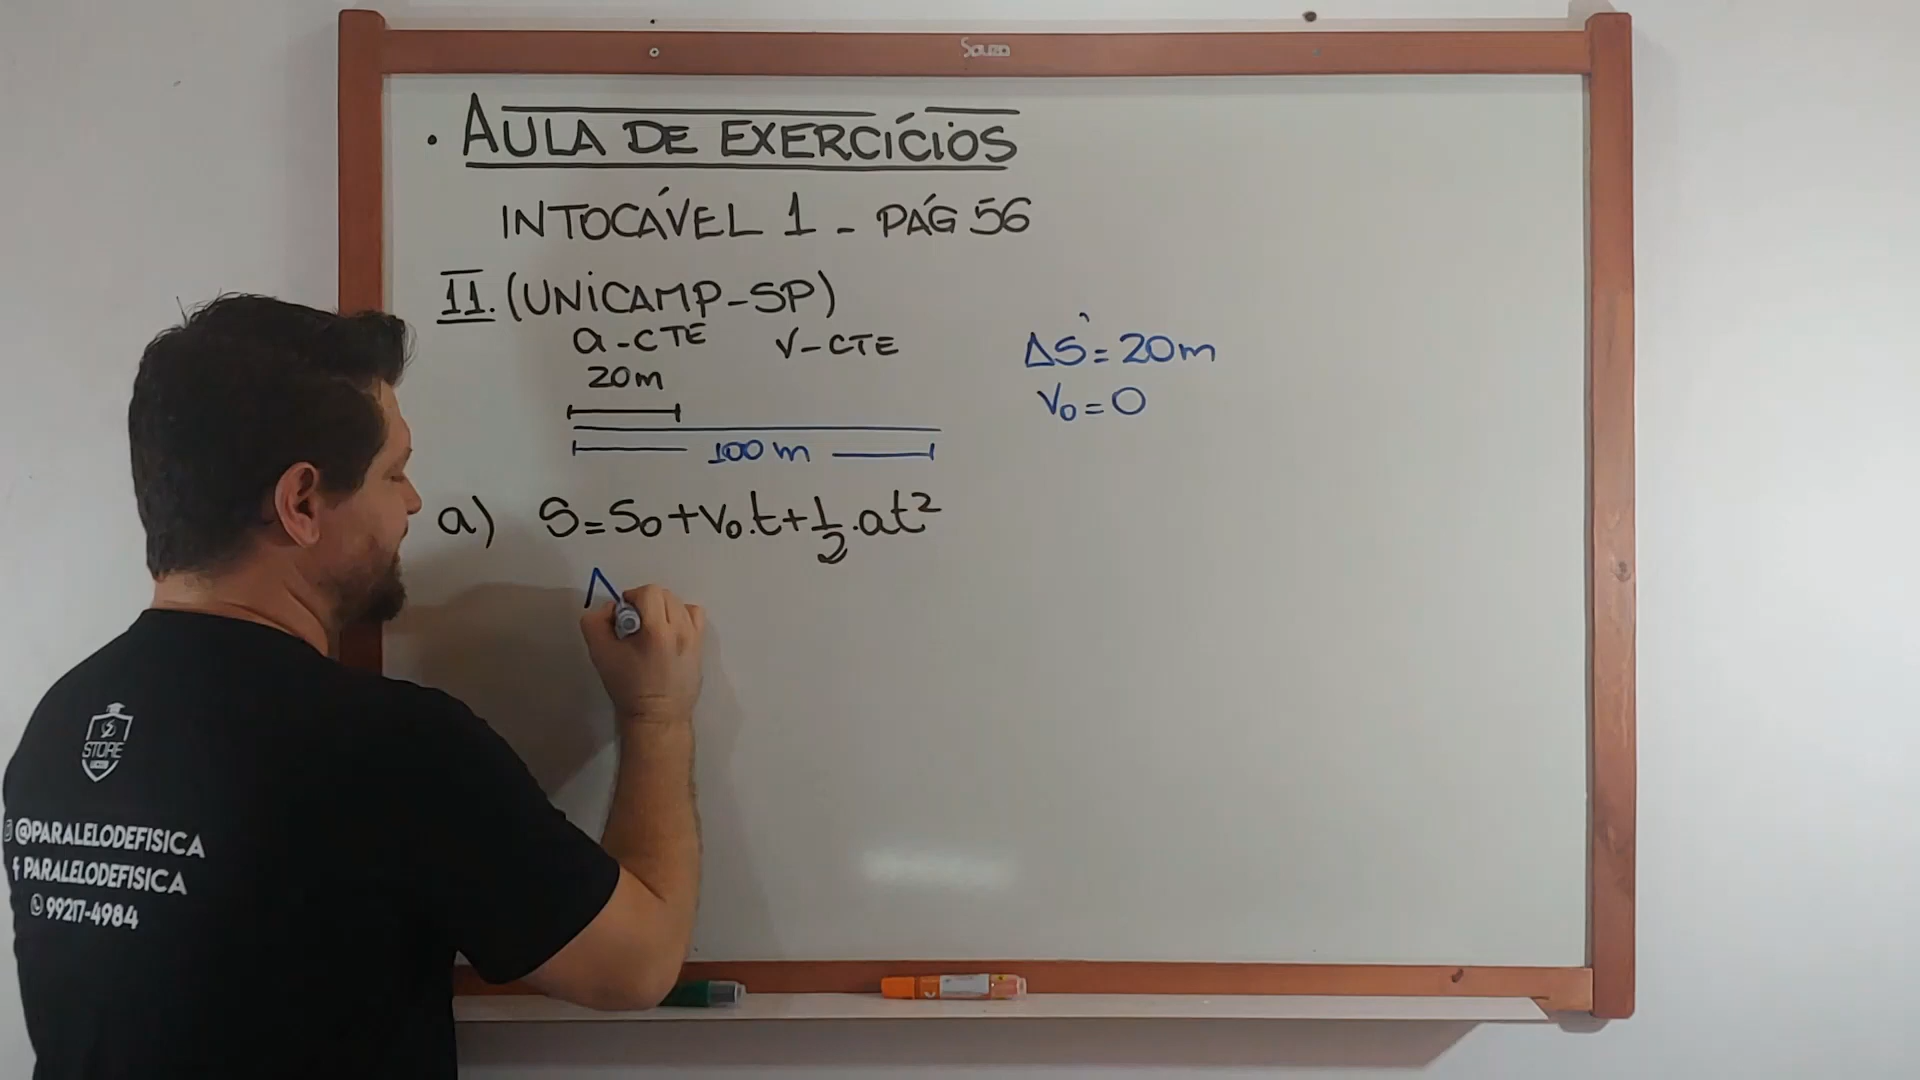 Souza
• AULA DE EXERCÍCIOS
INTOCÁVEL 1 - PÁG 56
11. (UNICAMP-SP)
a-CTE V-CTE
20m
100 m
ΔS = 20m
V₀ = 0
a) S = S₀ + V₀.t + 1/2 . at²
Δ
STORE
@PARALELODEFISICA
PARALELODEFISICA
99217-4984